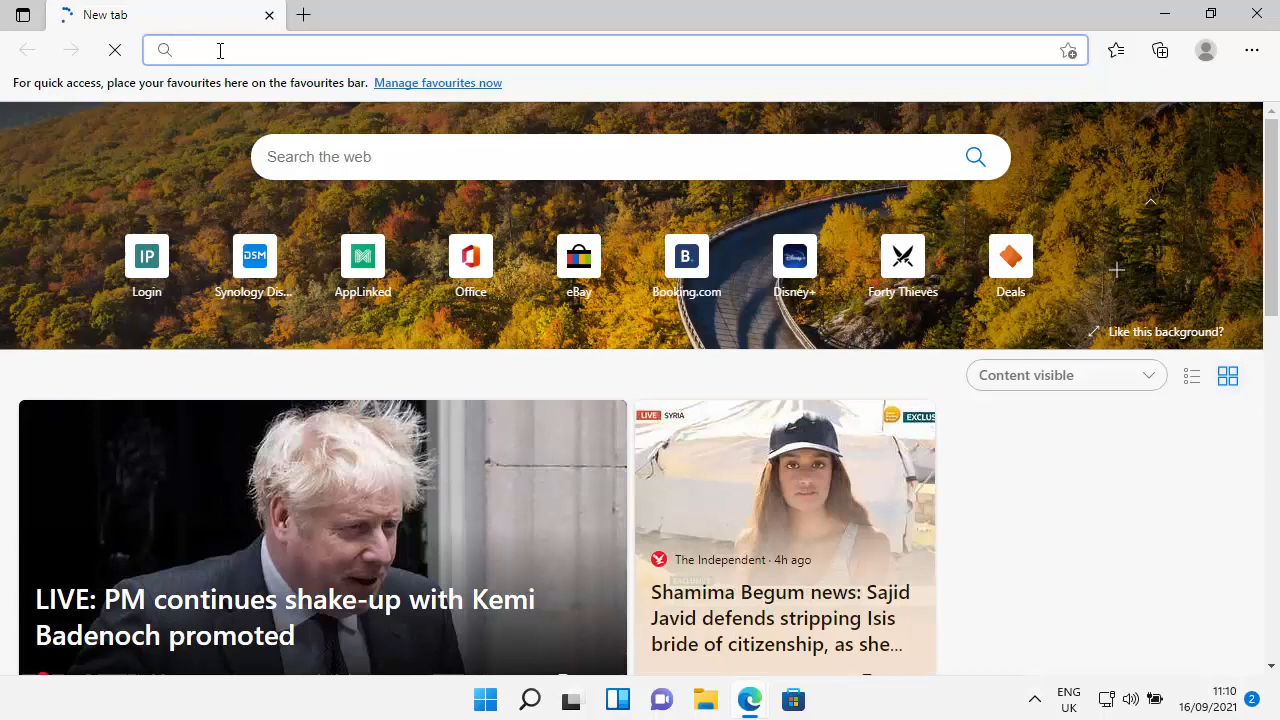 New tab
For quick access, place your favourites here on the favourites bar. Manage favourites now
Search the web
IP
DSM
B.
Disney+
Login
Synology Dis...
AppLinked
Office
eBay
Booking.com
Disney+
Forty Thieves
Deals
Like this background?
Content visible
LIVE SYRIA
EXCLUS
The Independent · 4h ago
EXCLUSIVE
LIVE: PM continues shake-up with Kemi
Badenoch promoted
Shamima Begum news: Sajid
Javid defends stripping Isis
bride of citizenship, as she...
ENG
UK
11:10
16/09/2021
2